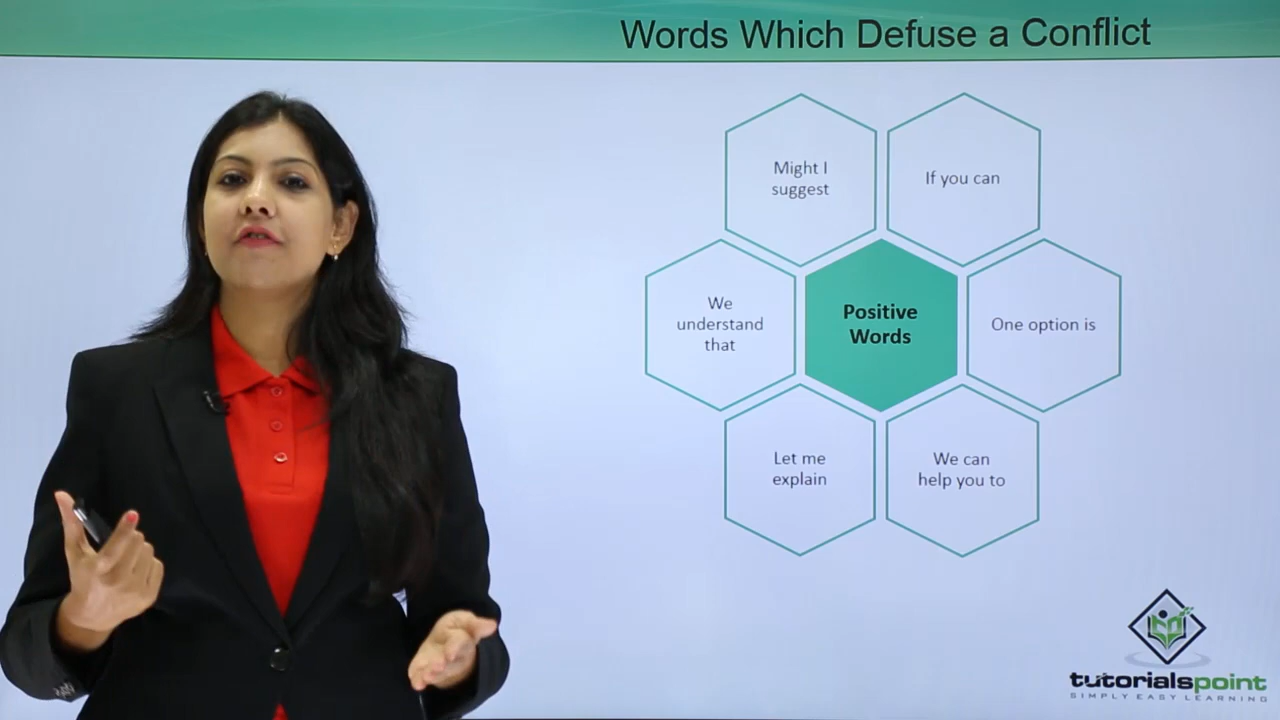 Words Which Defuse a Conflict
Might I
suggest
If you can
We
understand
that
Positive
Words
One option is
Let me
explain
We can
help you to
tutorialspoint
SIMPLY EASY LEARNING